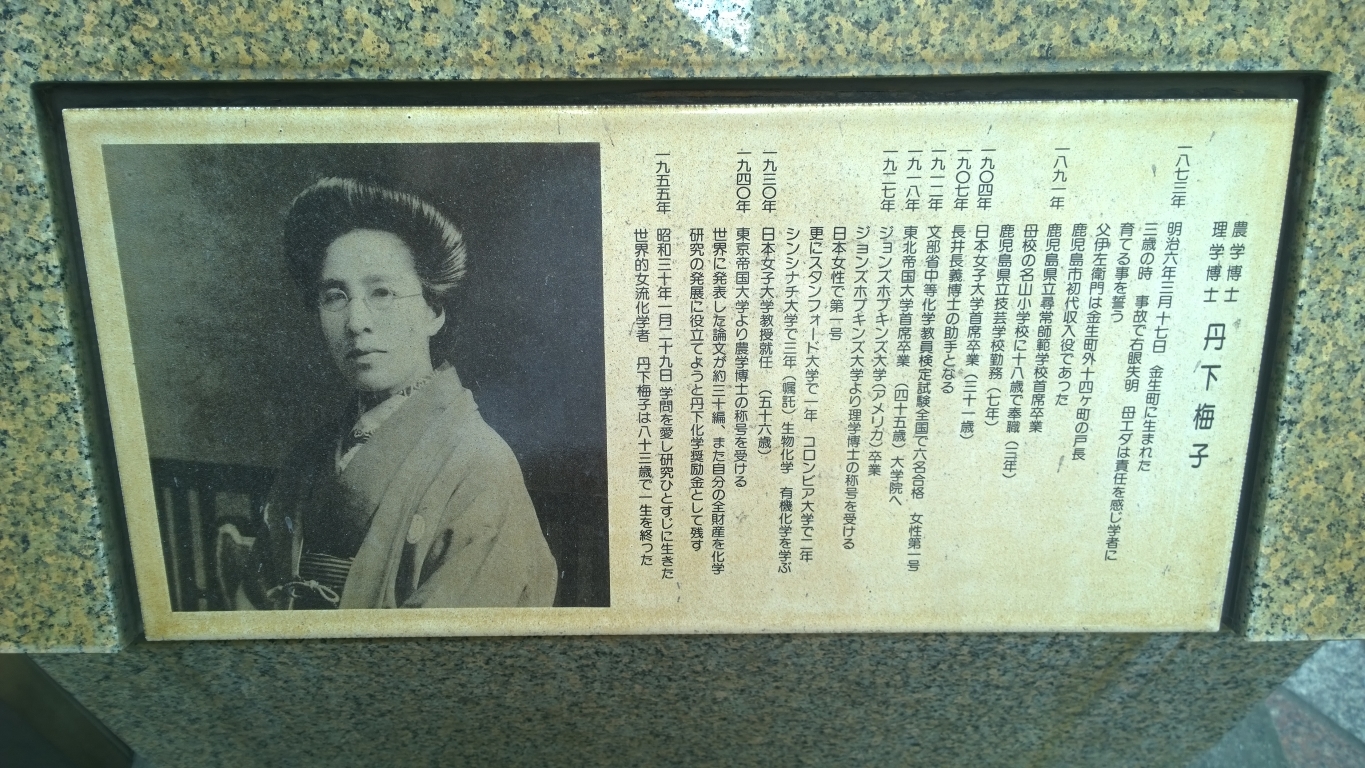 農学博士
理学博士 丹下梅子
一八七三年 明治六年三月十七日 金生町に生まれた
三歳の時 事故で右眼失明 母エダは責任を感じ学者に
育てる事を誓う
父伊左衛門は金生町外十四ヶ町の戸長
鹿児島市初代収入役であった
一八九一年 鹿児島県立尋常師範学校首席卒業
母校の名山小学校に十八歳で奉職(三年)
鹿児島県立技芸学校勤務(七年)
一九〇四年 日本女子大学首席卒業(三十一歳)
一九〇七年 長井長義博士の助手となる
一九一二年 文部省中等化学教員検定試験全国で六名合格 女性第一号
一九一八年 東北帝国大学首席卒業(四十五歳)大学院へ
一九二七年 ジョンズホプキンズ大学(アメリカ)卒業
ジョンズホプキンズ大学より理学博士の称号を受ける
日本女性で第一号
更にスタンフォード大学で一年 コロンビア大学で二年
シンシナチ大学で三年(嘱託)生物化学 有機化学を学ぶ
一九三〇年 日本女子大学教授就任(五十六歳)
一九四〇年 東京帝国大学より農学博士の称号を受ける
世界に発表した論文が約三十編、また自分の全財産を化学
研究の発展に役立てようと丹下化学奨励金として残す
一九五五年 昭和三十年一月二十九日 学問を愛し研究ひとすじに生きた
世界的女流化学者 丹下梅子は八十三歳で一生を終つた